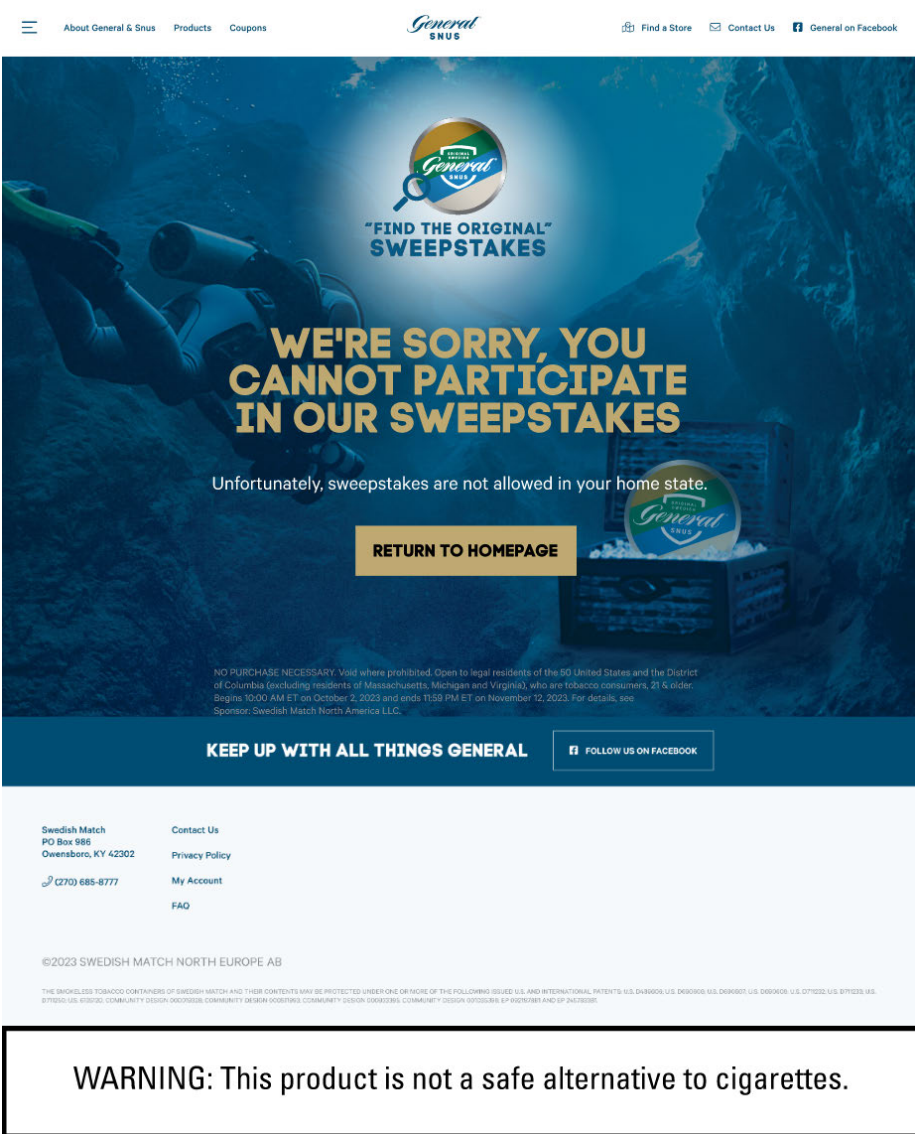 About General & Snus Products Coupons
General
SNUS
Find a Store Contact Us General on Facebook
ORIGINAL
SWEDISH
General
SNUS
"FIND THE ORIGINAL"
SWEEPSTAKES
WE'RE SORRY, YOU
CANNOT PARTICIPATE
IN OUR SWEEPSTAKES
Unfortunately, sweepstakes are not allowed in your home state.
ORIGINAL
SWEDISH
General
SNUS
RETURN TO HOMEPAGE
NO PURCHASE NECESSARY. Void where prohibited. Open to legal residents of the 50 United States and the District
of Columbia (excluding residents of Massachusetts, Michigan and Virginia), who are tobacco consumers, 21 & older.
Begins 10:00 AM ET on October 2, 2023 and ends 11:59 PM ET on November 12, 2023. For details, see
Sponsor: Swedish Match North America LLC.
KEEP UP WITH ALL THINGS GENERAL
FOLLOW US ON FACEBOOK
Swedish Match
PO Box 986
Owensboro, KY 42302
(270) 685-8777
Contact Us
Privacy Policy
My Account
FAQ
©2023 SWEDISH MATCH NORTH EUROPE AB
THE SMOKELESS TOBACCO CONTAINERS OF SWEDISH MATCH AND THEIR CONTENTS MAY BE PROTECTED UNDER ONE OR MORE OF THE FOLLOWING ISSUED U.S. AND INTERNATIONAL PATENTS:
WARNING: This product is not a safe alternative to cigarettes.